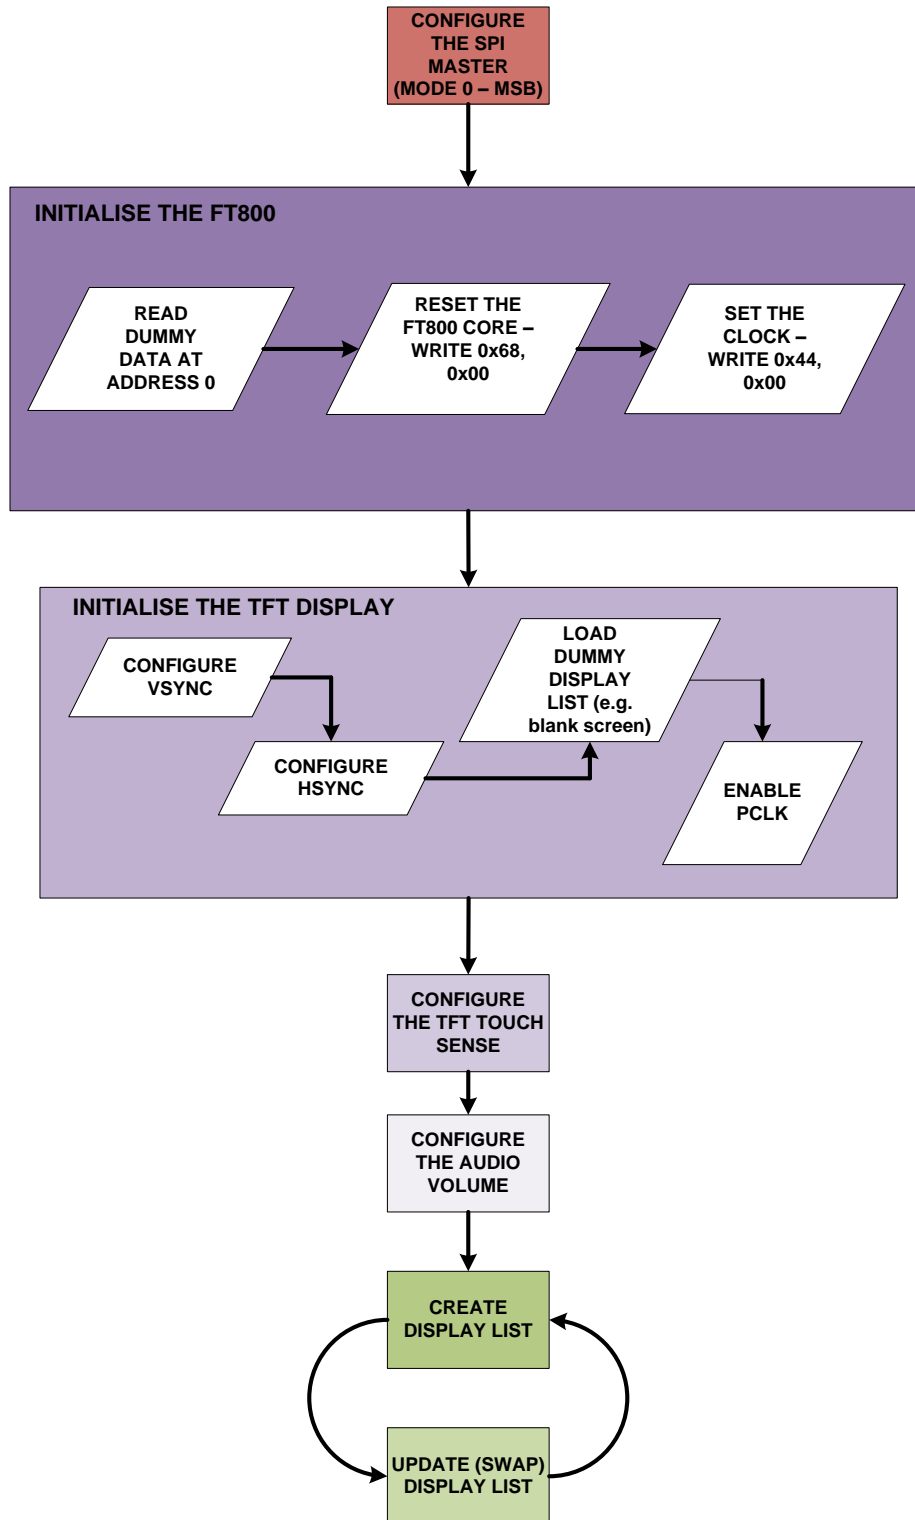 CONFIGURE
THE SPI
MASTER
(MODE 0 – MSB)
INITIALISE THE FT800
READ
DUMMY
DATA AT
ADDRESS 0
RESET THE
FT800 CORE –
WRITE 0x68,
0x00
SET THE
CLOCK –
WRITE 0x44,
0x00
INITIALISE THE TFT DISPLAY
CONFIGURE
VSYNC
CONFIGURE
HSYNC
LOAD
DUMMY
DISPLAY
LIST (e.g.
blank screen)
ENABLE
PCLK
CONFIGURE
THE TFT TOUCH
SENSE
CONFIGURE
THE AUDIO
VOLUME
CREATE
DISPLAY LIST
UPDATE (SWAP)
DISPLAY LIST